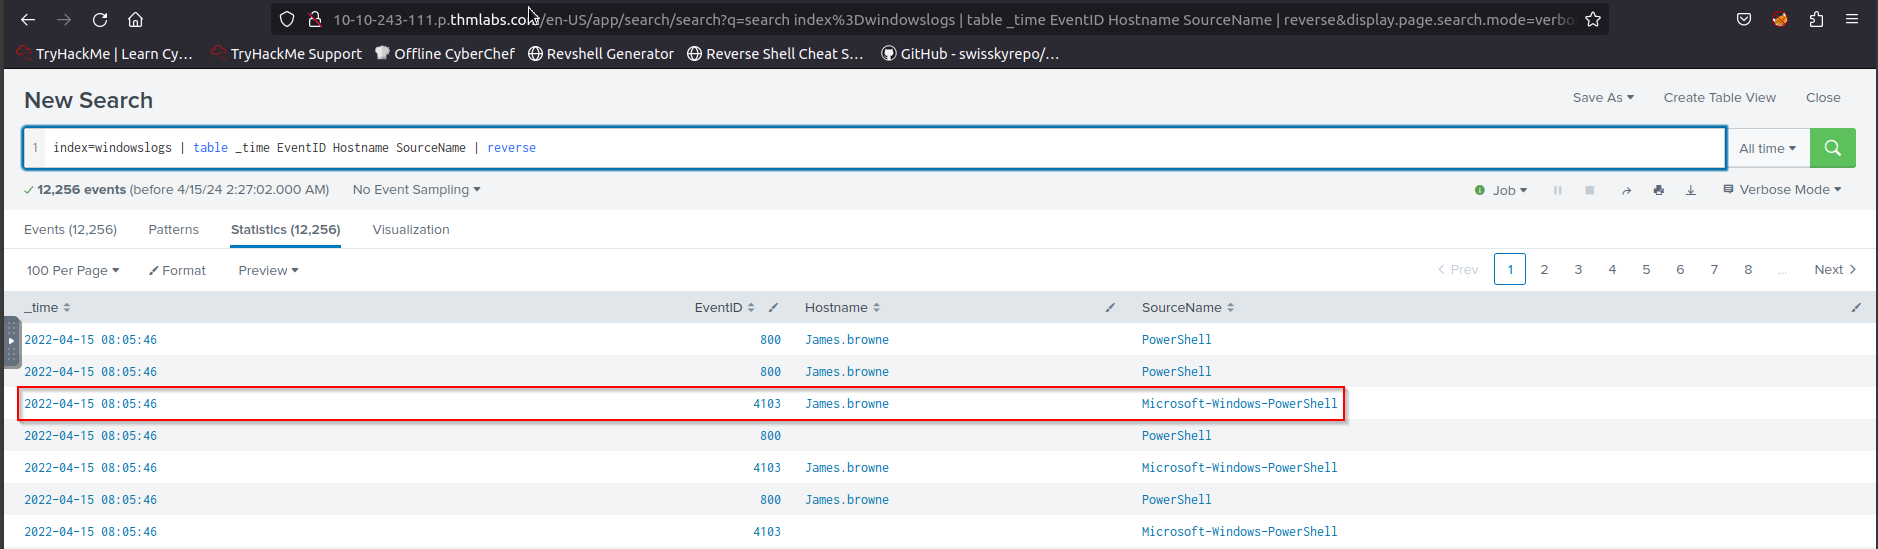 10-10-243-111.p.thmlabs.com/en-US/app/search/search?q=search index%3Dwindowslogs | table _time EventID Hostname SourceName | reverse&display.page.search.mode=verbo
TryHackMe | Learn Cy… TryHackMe Support Offline CyberChef Revshell Generator Reverse Shell Cheat S… GitHub - swisskyrepo/…
New Search Save As Create Table View Close
1 index=windowslogs | table _time EventID Hostname SourceName | reverse All time
12,256 events (before 4/15/24 2:27:02.000 AM) No Event Sampling Job Verbose Mode
Events (12,256) Patterns Statistics (12,256) Visualization
100 Per Page Format Preview < Prev 1 2 3 4 5 6 7 8 ... Next >
_time EventID Hostname SourceName
2022-04-15 08:05:46 800 James.browne PowerShell
2022-04-15 08:05:46 800 James.browne PowerShell
2022-04-15 08:05:46 4103 James.browne Microsoft-Windows-PowerShell
2022-04-15 08:05:46 800 PowerShell
2022-04-15 08:05:46 4103 James.browne Microsoft-Windows-PowerShell
2022-04-15 08:05:46 800 James.browne PowerShell
2022-04-15 08:05:46 4103 Microsoft-Windows-PowerShell